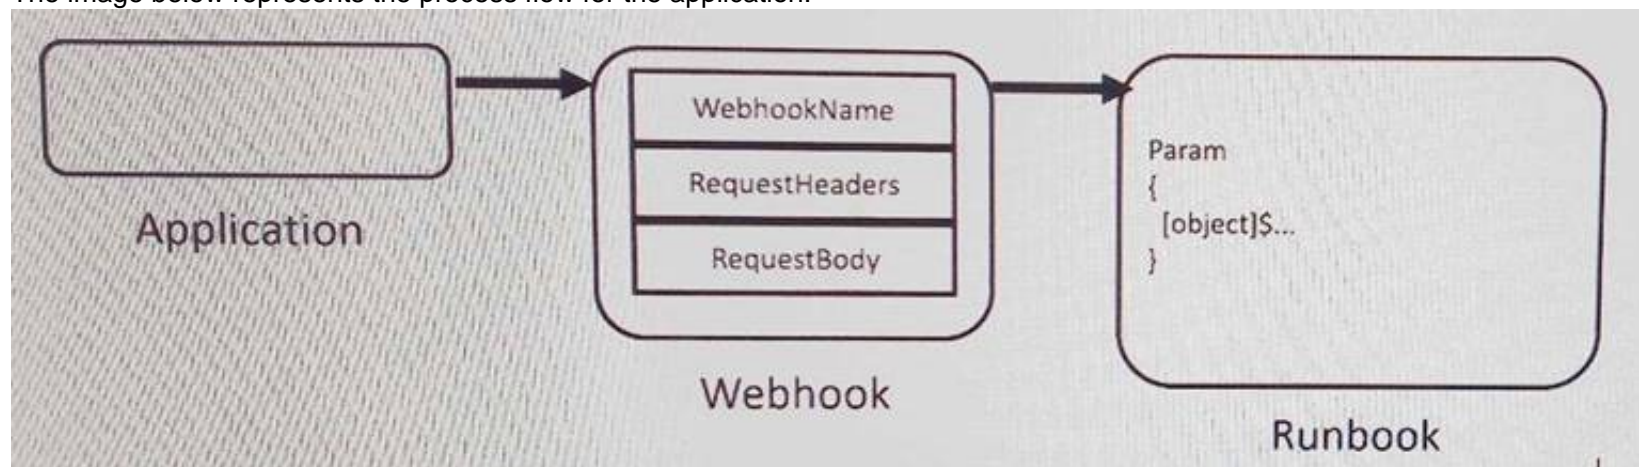 The image below represents the process flow for the application.
Application
WebhookName
RequestHeaders
RequestBody
Webhook
Param
{
[object]$...
}
Runbook